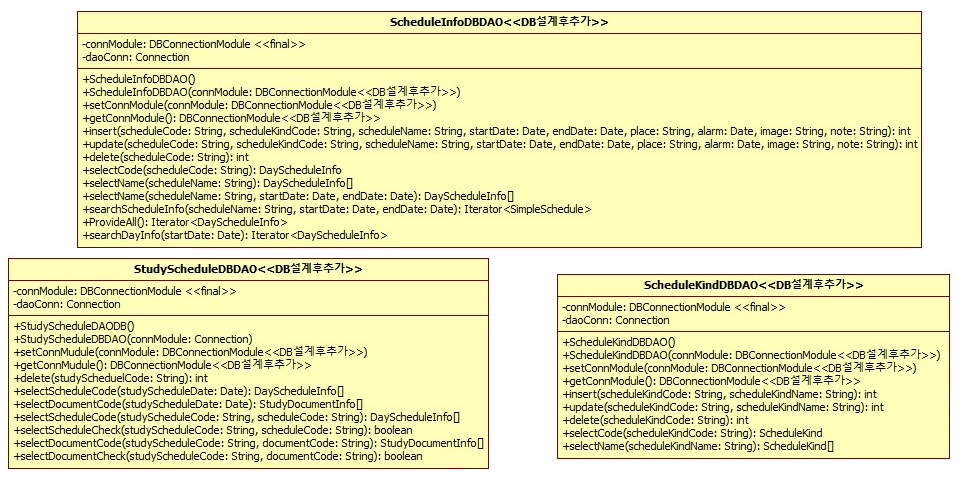 ScheduleInfoDBDAO<<DB설계후추가>>
-connModule: DBConnectionModule <<final>>
-daoConn: Connection
+ScheduleInfoDBDAO()
+ScheduleInfoDBDAO(connModule: DBConnectionModule<<DB설계후추가>>)
+setConnModule(connModule: DBConnectionModule<<DB설계후추가>>)
+getConnModule(): DBConnectionModule<<DB설계후추가>>
+insert(scheduleCode: String, scheduleKindCode: String, scheduleName: String, startDate: Date, endDate: Date, place: String, alarm: Date, image: String, note: String): int
+update(scheduleCode: String, scheduleKindCode: String, scheduleName: String, startDate: Date, endDate: Date, place: String, alarm: Date, image: String, note: String): int
+delete(scheduleCode: String): int
+selectCode(scheduleCode: String): DayScheduleInfo
+selectName(scheduleName: String): DayScheduleInfo[]
+selectName(scheduleName: String, startDate: Date, endDate: Date): DayScheduleInfo[]
+searchScheduleInfo(scheduleName: String, startDate: Date, endDate: Date): Iterator<SimpleSchedule>
+ProvideAll(): Iterator<DayScheduleInfo>
+searchDayInfo(startDate: Date): Iterator<DayScheduleInfo>
StudyScheduleDBDAO<<DB설계후추가>>
-connModule: DBConnectionModule <<final>>
-daoConn: Connection
+StudyScheduleDAODB()
+StudyScheduleDBDAO(connModule: Connection)
+setConnMudule(connModule: DBConnectionModule<<DB설계후추가>>)
+getConnMudule(): DBConnectionModule<<DB설계후추가>>
+delete(studyScheduelCode: String): int
+selectScheduleCode(studyScheduleDate: Date): DayScheduleInfo[]
+selectDocumentCode(studyScheduleDate: Date): StudyDocumentInfo[]
+selectScheduleCode(studyScheduleCode: String, scheduleCode: String): DayScheduleInfo[]
+selectScheduleCheck(studyScheduleCode: String, scheduleCode: String): boolean
+selectDocumentCode(studyScheduleCode: String, documentCode: String): StudyDocumentInfo[]
+selectDocumentCheck(studyScheduleCode: String, documentCode: String): boolean
ScheduleKindDBDAO<<DB설계후추가>>
-connModule: DBConnectionModule <<final>>
-daoConn: Connection
+ScheduleKindDBDAO()
+ScheduleKindDBDAO(connModule: DBConnectionModule<<DB설계후추가>>)
+setConnModule(connModule: DBConnectionModule<<DB설계후추가>>)
+getConnModule(): DBConnectionModule<<DB설계후추가>>
+insert(scheduleKindCode: String, scheduleKindName: String): int
+update(scheduleKindCode: String, scheduleKindName: String): int
+delete(scheduleKindCode: String): int
+selectCode(scheduleKindCode: String): ScheduleKind
+selectName(scheduleKindName: String): ScheduleKind[]